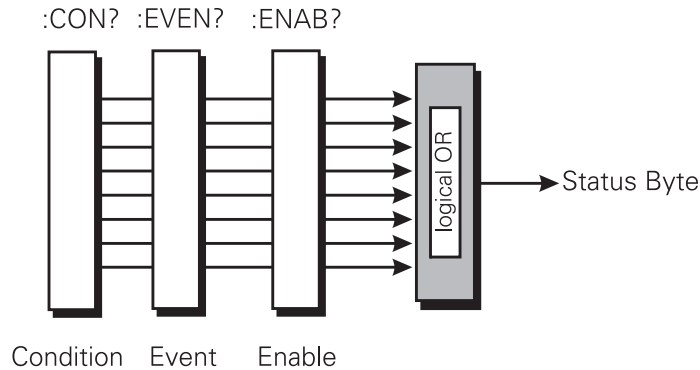 :CON? :EVEN? :ENAB?
logical OR
Status Byte
Condition Event Enable